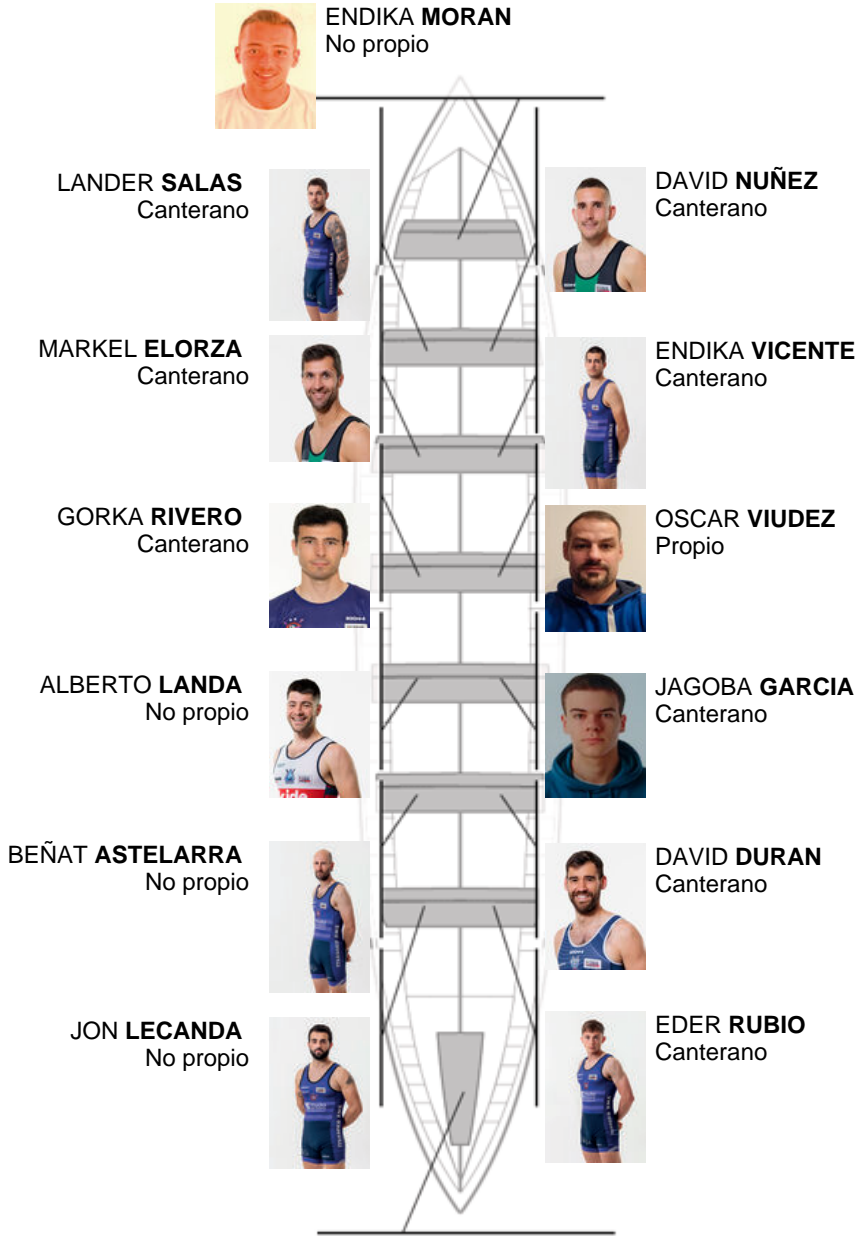 ENDIKA MORAN
No propio
LANDER SALAS
Canterano
DAVID NUÑEZ
Canterano
MARKEL ELORZA
Canterano
ENDIKA VICENTE
Canterano
GORKA RIVERO
Canterano
OSCAR VIUDEZ
Propio
ALBERTO LANDA
No propio
JAGOBA GARCIA
Canterano
BEÑAT ASTELARRA
No propio
DAVID DURAN
Canterano
JON LECANDA
No propio
EDER RUBIO
Canterano